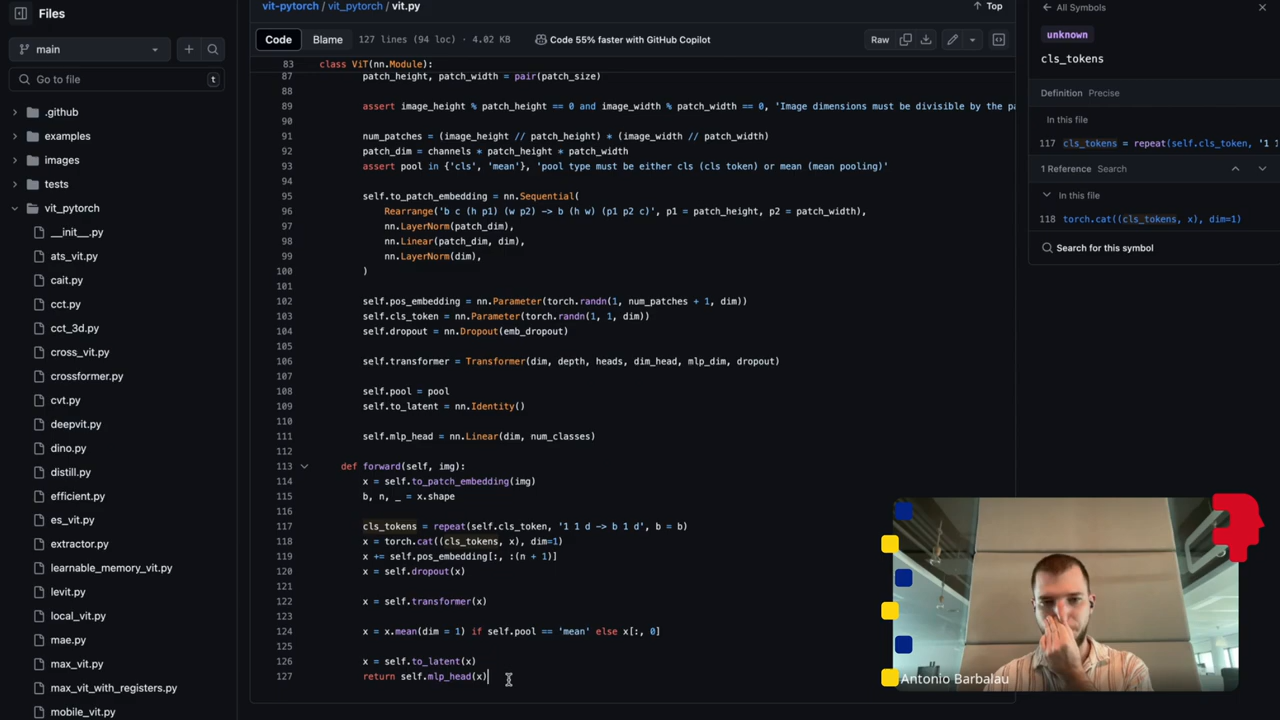 Files
main
Go to file
t
.github
examples
images
tests
vit_pytorch
__init__.py
ats_vit.py
cait.py
cct.py
cct_3d.py
cross_vit.py
crossformer.py
cvt.py
deepvit.py
dino.py
distill.py
efficient.py
es_vit.py
extractor.py
learnable_memory_vit.py
levit.py
local_vit.py
mae.py
max_vit.py
max_vit_with_registers.py
mobile_vit.py
vit-pytorch / vit_pytorch / vit.py
Top
Code Blame 127 lines (94 loc) · 4.02 KB Code 55% faster with GitHub Copilot Raw
83 class ViT(nn.Module):
87 patch_height, patch_width = pair(patch_size)
88
89 assert image_height % patch_height == 0 and image_width % patch_width == 0, 'Image dimensions must be divisible by the pa
90
91 num_patches = (image_height // patch_height) * (image_width // patch_width)
92 patch_dim = channels * patch_height * patch_width
93 assert pool in {'cls', 'mean'}, 'pool type must be either cls (cls token) or mean (mean pooling)'
94
95 self.to_patch_embedding = nn.Sequential(
96 Rearrange('b c (h p1) (w p2) -> b (h w) (p1 p2 c)', p1 = patch_height, p2 = patch_width),
97 nn.LayerNorm(patch_dim),
98 nn.Linear(patch_dim, dim),
99 nn.LayerNorm(dim),
100 )
101
102 self.pos_embedding = nn.Parameter(torch.randn(1, num_patches + 1, dim))
103 self.cls_token = nn.Parameter(torch.randn(1, 1, dim))
104 self.dropout = nn.Dropout(emb_dropout)
105
106 self.transformer = Transformer(dim, depth, heads, dim_head, mlp_dim, dropout)
107
108 self.pool = pool
109 self.to_latent = nn.Identity()
110
111 self.mlp_head = nn.Linear(dim, num_classes)
112
113 def forward(self, img):
114 x = self.to_patch_embedding(img)
115 b, n, _ = x.shape
116
117 cls_tokens = repeat(self.cls_token, '1 1 d -> b 1 d', b = b)
118 x = torch.cat((cls_tokens, x), dim=1)
119 x += self.pos_embedding[:, :(n + 1)]
120 x = self.dropout(x)
121
122 x = self.transformer(x)
123
124 x = x.mean(dim = 1) if self.pool == 'mean' else x[:, 0]
125
126 x = self.to_latent(x)
127 return self.mlp_head(x)
All Symbols
unknown
cls_tokens
Definition Precise
In this file
117 cls_tokens = repeat(self.cls_token, '1 1
1 Reference Search
In this file
118 torch.cat((cls_tokens, x), dim=1)
Search for this symbol
Antonio Barbalau